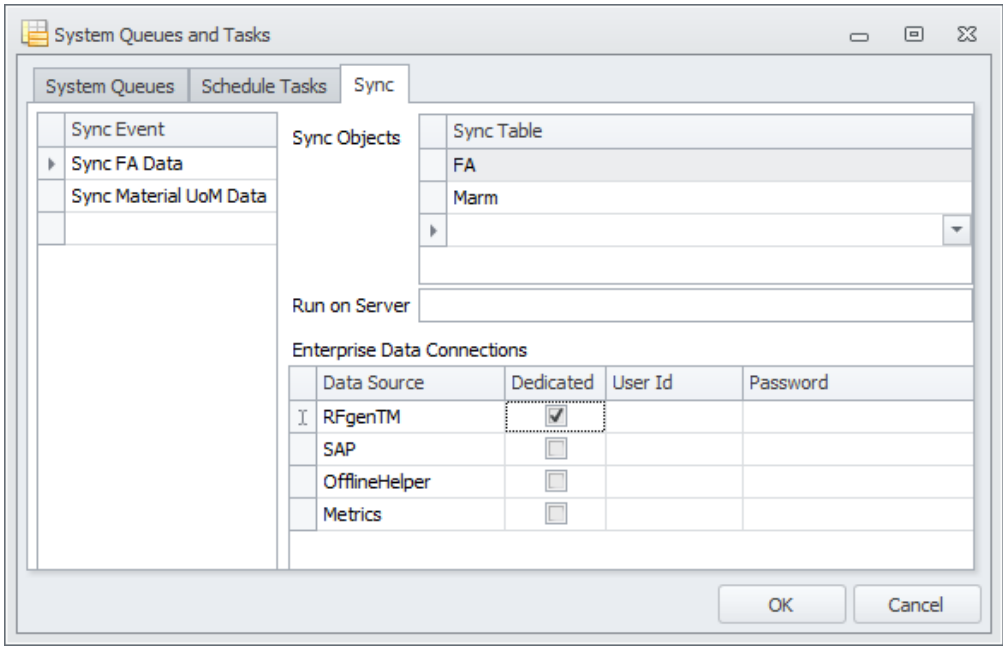 System Queues and Tasks
System Queues Schedule Tasks Sync
Sync Event
Sync FA Data
Sync Material UoM Data
Sync Objects
Sync Table
FA
Marm
Run on Server
Enterprise Data Connections
Data Source Dedicated User Id Password
RFgenTM
SAP
OfflineHelper
Metrics
OK Cancel